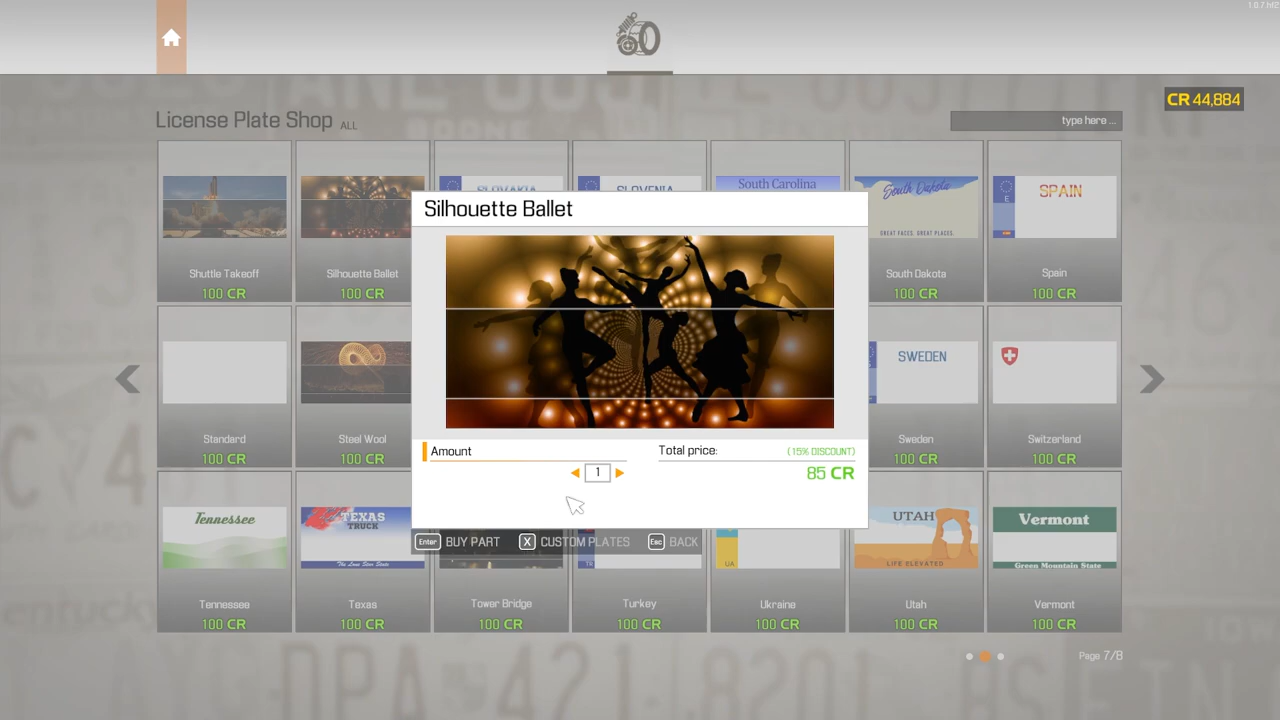 1.0.7.hf2
CR 44,884
License Plate Shop ALL
type here ...
SLOVAKIA
SLOVENIA
South Carolina
South Dakota
GREAT FACES. GREAT PLACES.
E
SPAIN
Shuttle Takeoff
100 CR
Silhouette Ballet
100 CR
South Dakota
100 CR
Spain
100 CR
Silhouette Ballet
Amount
1
Total price:
(15% DISCOUNT)
85 CR
Enter BUY PART
X CUSTOM PLATES
Esc BACK
SWEDEN
Standard
100 CR
Steel Wool
100 CR
Sweden
100 CR
Switzerland
100 CR
Tennessee
TEXAS
TRUCK
The Lone Star State
TR
UA
UTAH
LIFE ELEVATED
Vermont
Green Mountain State
Tennessee
100 CR
Texas
100 CR
Tower Bridge
100 CR
Turkey
100 CR
Ukraine
100 CR
Utah
100 CR
Vermont
100 CR
Page 7/8